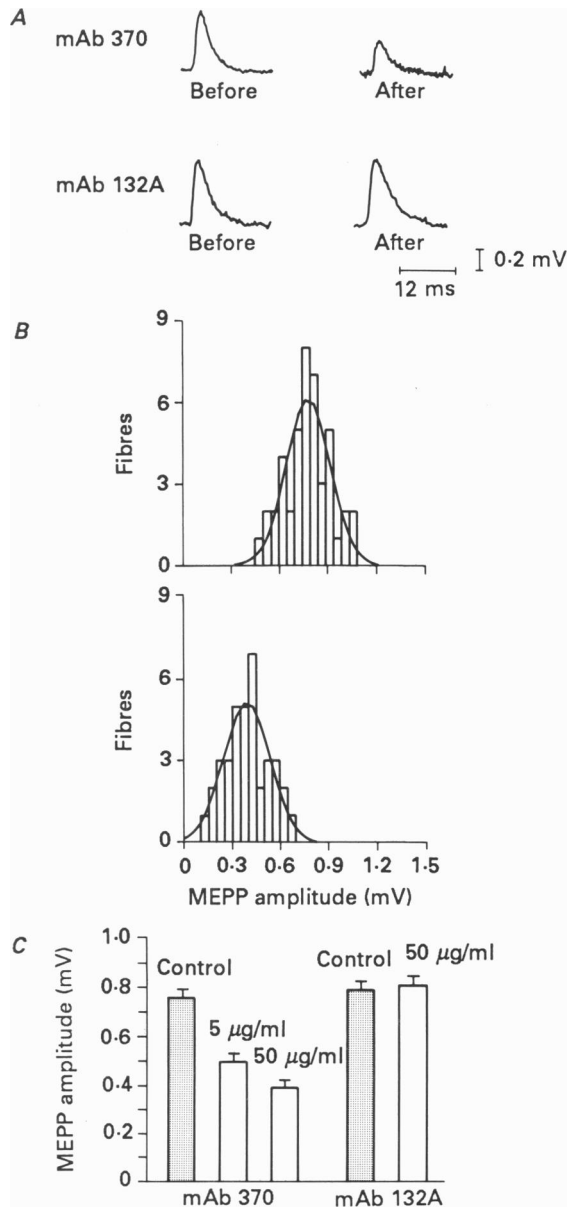 A
mAb 370
Before
After
mAb 132A
Before
After
0·2 mV
12 ms
B
9
6
3
0
Fibres
9
6
3
0
Fibres
0 0·3 0·6 0·9 1·2 1·5
MEPP amplitude (mV)
C
1·0
0·8
0·6
0·4
0·2
0
MEPP amplitude (mV)
Control
5 µg/ml
50 µg/ml
Control
50 µg/ml
mAb 370
mAb 132A